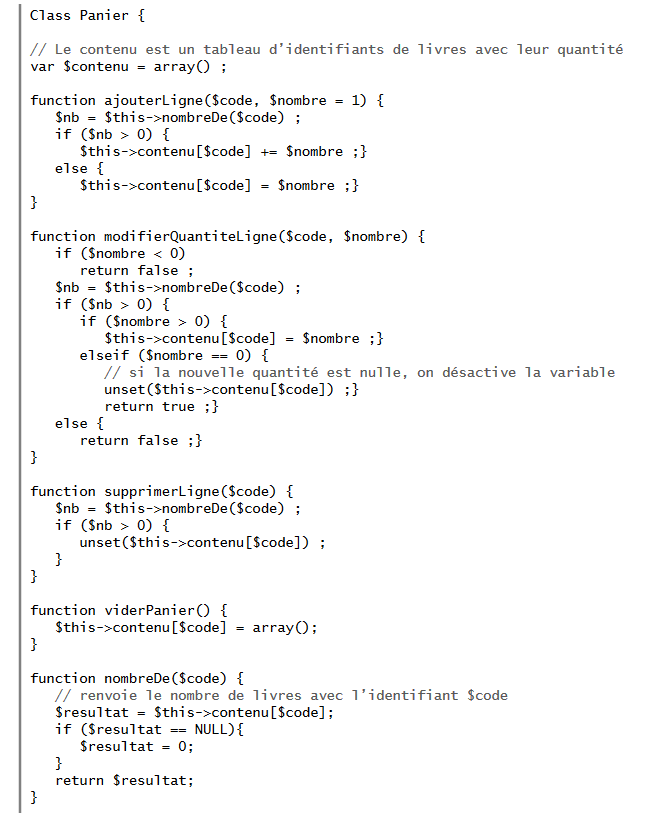 Class Panier {
// Le contenu est un tableau d’identifiants de livres avec leur quantité
var $contenu = array() ;
function ajouterLigne($code, $nombre = 1) {
$nb = $this->nombreDe($code) ;
if ($nb > 0) {
$this->contenu[$code] += $nombre ;}
else {
$this->contenu[$code] = $nombre ;}
}
function modifierQuantiteLigne($code, $nombre) {
if ($nombre < 0)
return false ;
$nb = $this->nombreDe($code) ;
if ($nb > 0) {
if ($nombre > 0) {
$this->contenu[$code] = $nombre ;}
elseif ($nombre == 0) {
// si la nouvelle quantité est nulle, on désactive la variable
unset($this->contenu[$code]) ;}
return true ;}
else {
return false ;}
}
function supprimerLigne($code) {
$nb = $this->nombreDe($code) ;
if ($nb > 0) {
unset($this->contenu[$code]) ;
}
}
function viderPanier() {
$this->contenu[$code] = array();
}
function nombreDe($code) {
// renvoie le nombre de livres avec l’identifiant $code
$resultat = $this->contenu[$code];
if ($resultat == NULL){
$resultat = 0;
}
return $resultat;
}